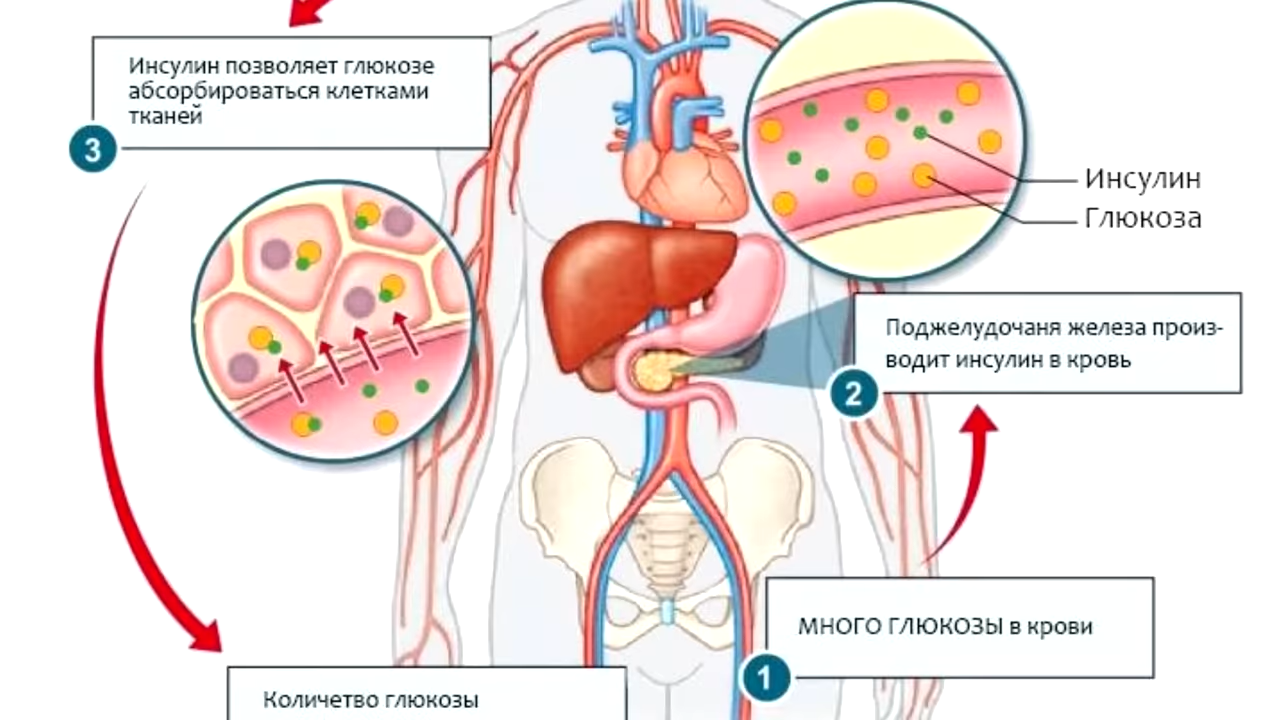 Инсулин позволяет глюкозе
абсорбироваться клетками
тканей
3
Инсулин
Глюкоза
Поджелудочаня железа произ-
водит инсулин в кровь
2
МНОГО ГЛЮКОЗЫ в крови
1
Количетво глюкозы